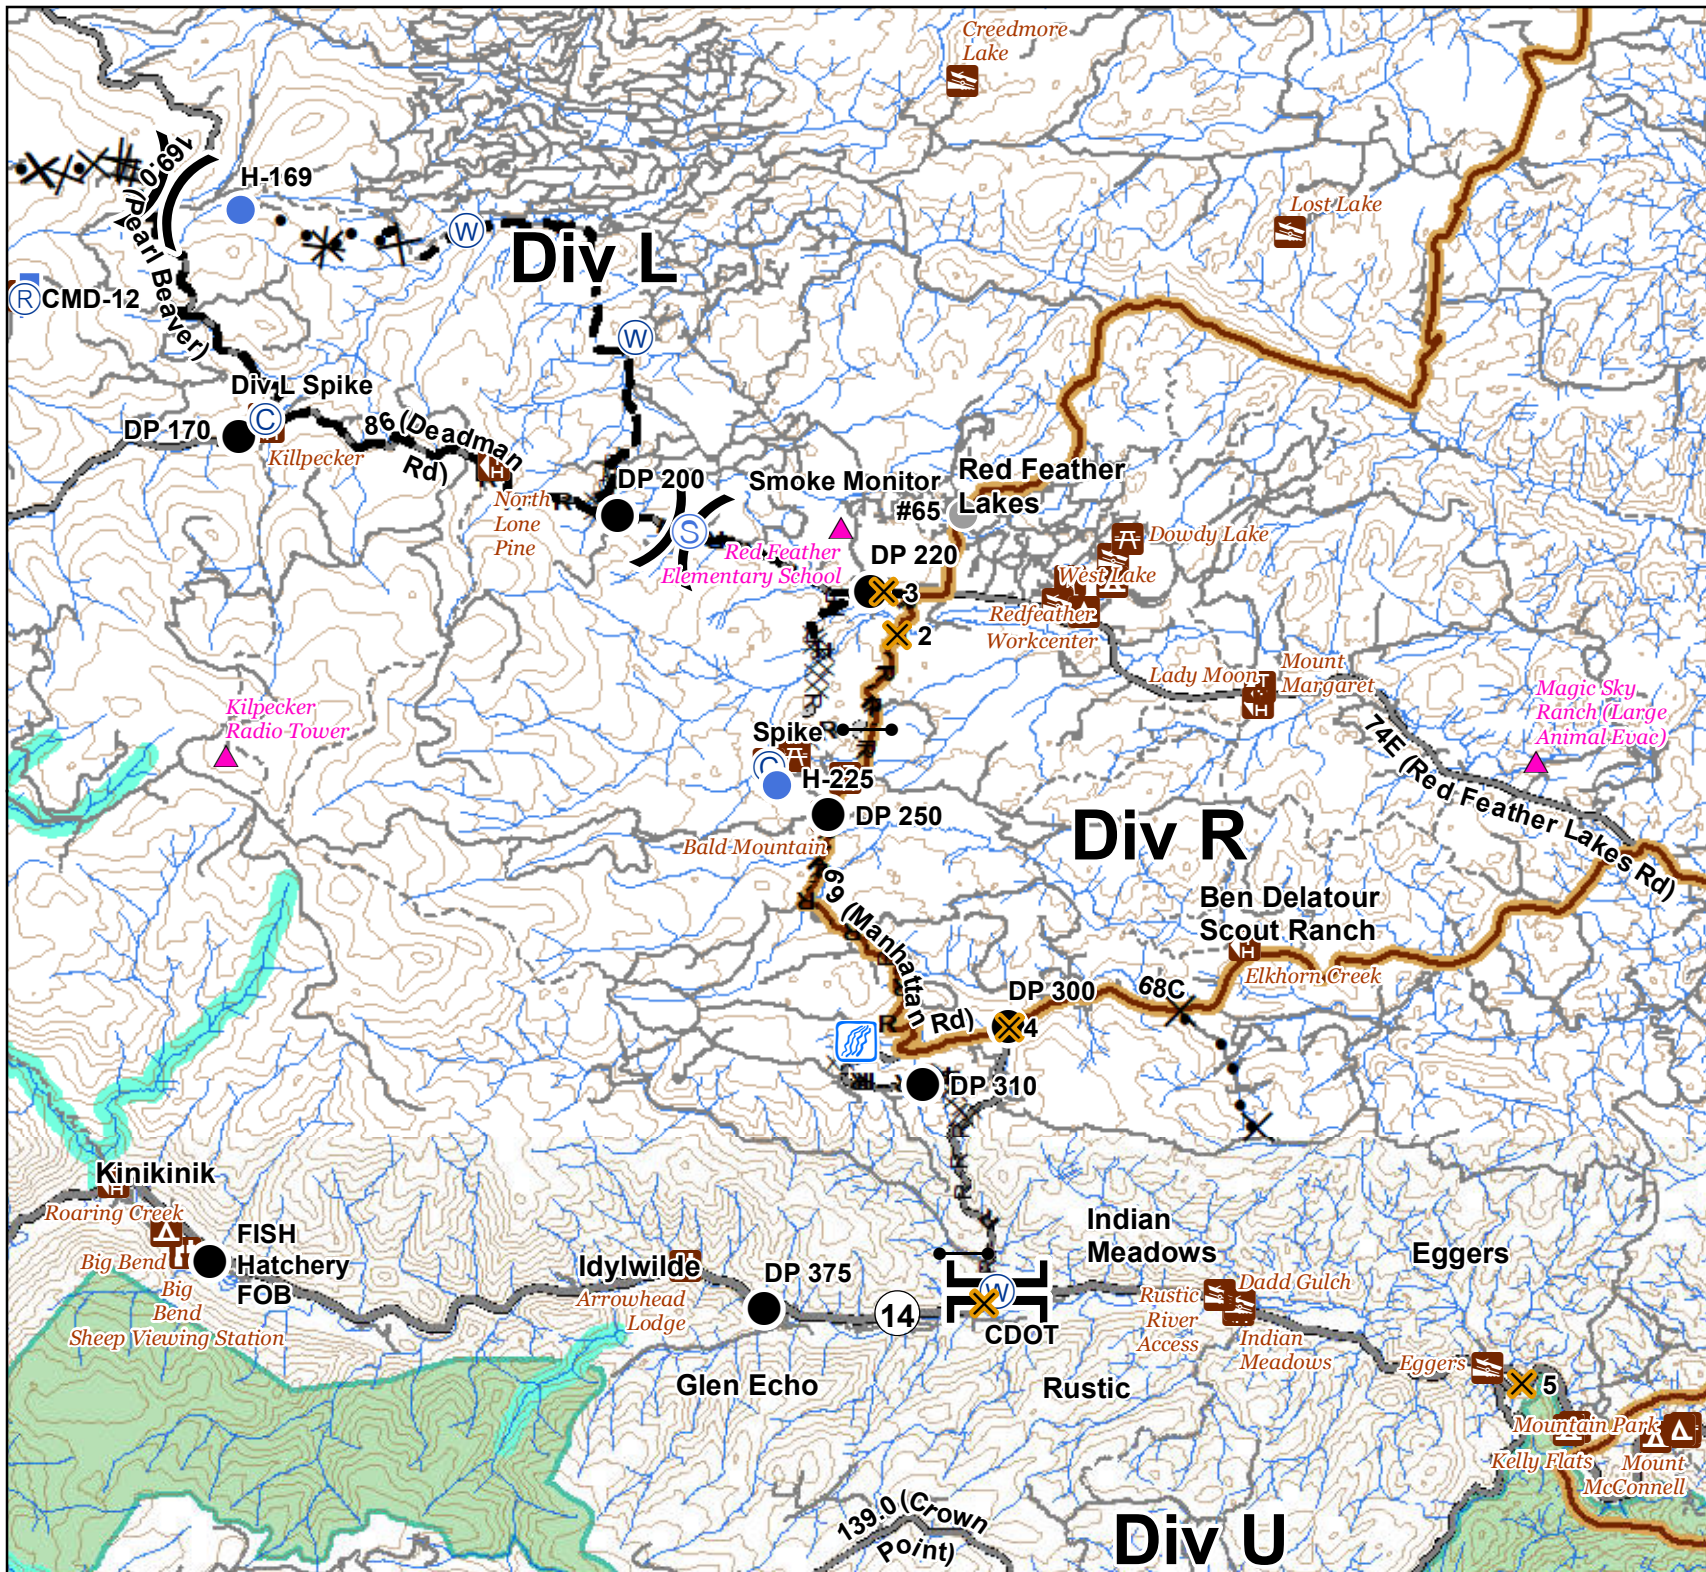 Creedmore
Lake
169.0 (Pearl Beaver)
H-169
W
Div L
Lost Lake
R
CMD-12
W
Div L Spike
C
DP 170
Killpecker
86 (Deadman
Rd)
North
Lone
Pine
DP 200
S
Smoke Monitor
#65
Red Feather
Lakes
Red Feather
Elementary School
DP 220
3
2
Dowdy Lake
West Lake
Redfeather
Workcenter
Lady Moon
Mount
Margaret
Magic Sky
Ranch (Large
Animal Evac)
74E (Red Feather Lakes Rd)
Kilpecker
Radio Tower
Spike
C
H-225
DP 250
Bald Mountain
Div R
69 (Manhattan
Rd)
Ben Delatour
Scout Ranch
Elkhorn Creek
68C
DP 300
4
DP 310
Kinikinik
Roaring Creek
Big Bend
Big
Bend
Sheep Viewing Station
FISH
Hatchery
FOB
Idylwilde
Arrowhead
Lodge
DP 375
14
W
CDOT
Indian
Meadows
Rustic
River
Access
Dadd Gulch
Indian
Meadows
Eggers
Eggers
5
Glen Echo
Rustic
Mountain Park
Kelly Flats
Mount
McConnell
139.0 (Crown
Point)
Div U